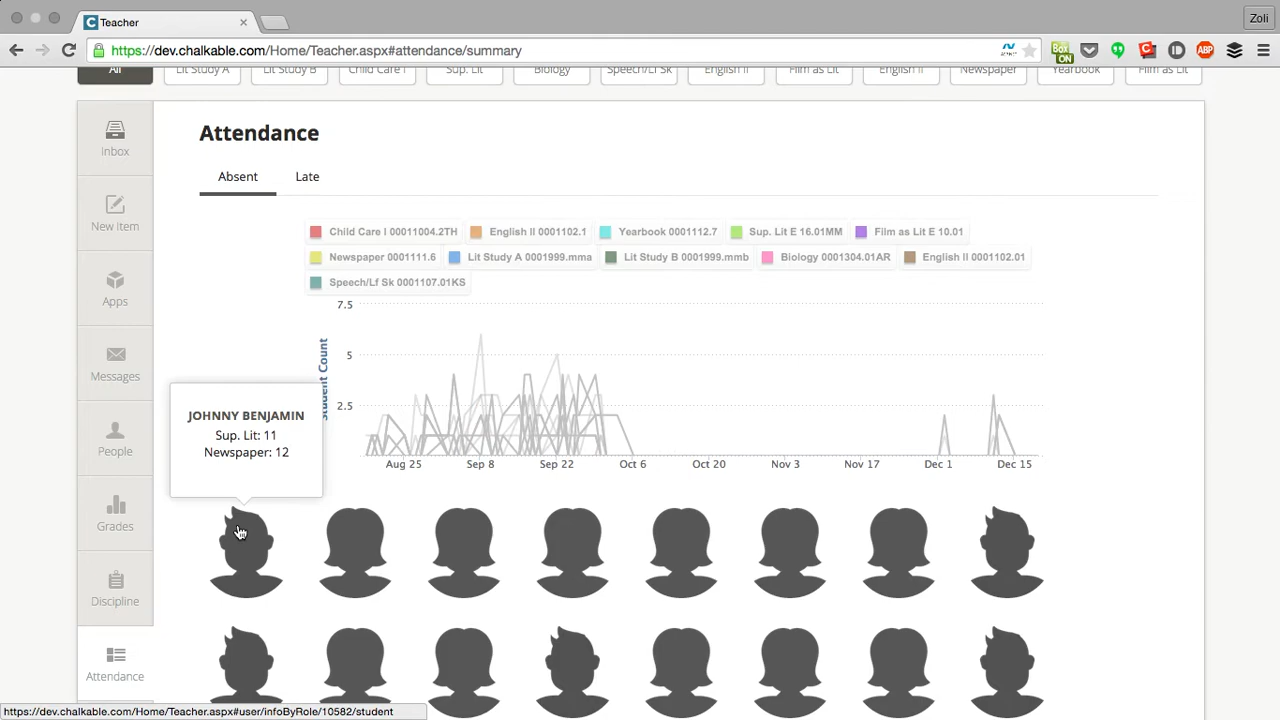 Teacher
Zoli
https://dev.chalkable.com/Home/Teacher.aspx#attendance/summary
Box
ON
ABP
All
Lit Study A
Lit Study B
Child Care I
Sup. Lit
Biology
Speech/Lf Sk
English II
Film as Lit
English II
Newspaper
Yearbook
Film as Lit
Inbox
New Item
Apps
Messages
People
Grades
Discipline
Attendance
Attendance
Absent
Late
Child Care I 00011004.2TH
English II 0001102.1
Yearbook 0001112.7
Sup. Lit E 16.01MM
Film as Lit E 10.01
Newspaper 0001111.6
Lit Study A 0001999.mma
Lit Study B 0001999.mmb
Biology 0001304.01AR
English II 0001102.01
Speech/Lf Sk 0001107.01KS
7.5
5
2.5
Student Count
Aug 25
Sep 8
Sep 22
Oct 6
Oct 20
Nov 3
Nov 17
Dec 1
Dec 15
JOHNNY BENJAMIN
Sup. Lit: 11
Newspaper: 12
https://dev.chalkable.com/Home/Teacher.aspx#user/infoByRole/10582/student